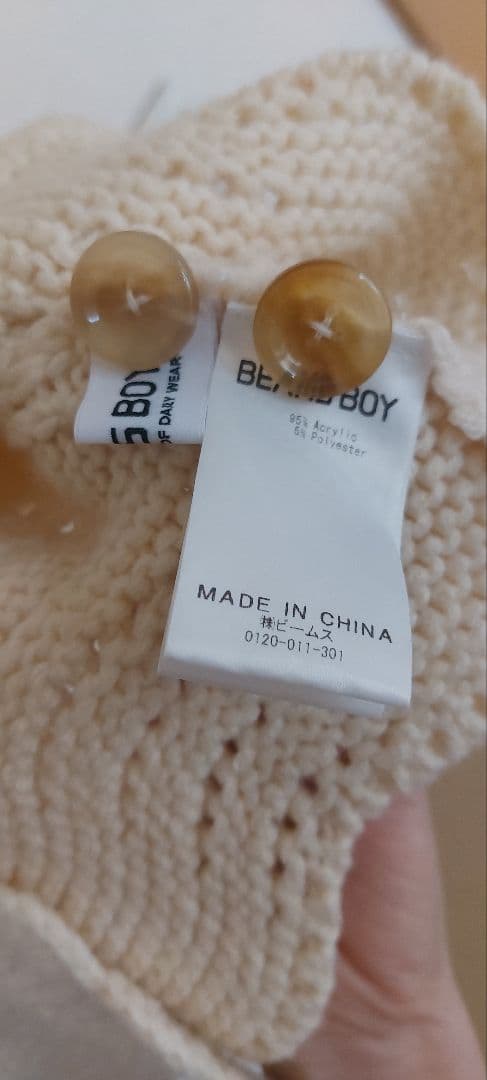 S BOY
OF DAILY WEAR
BEAMS BOY
95% Acrylic
5% Polyester
MADE IN CHINA
㈱ビームス
0120-011-301